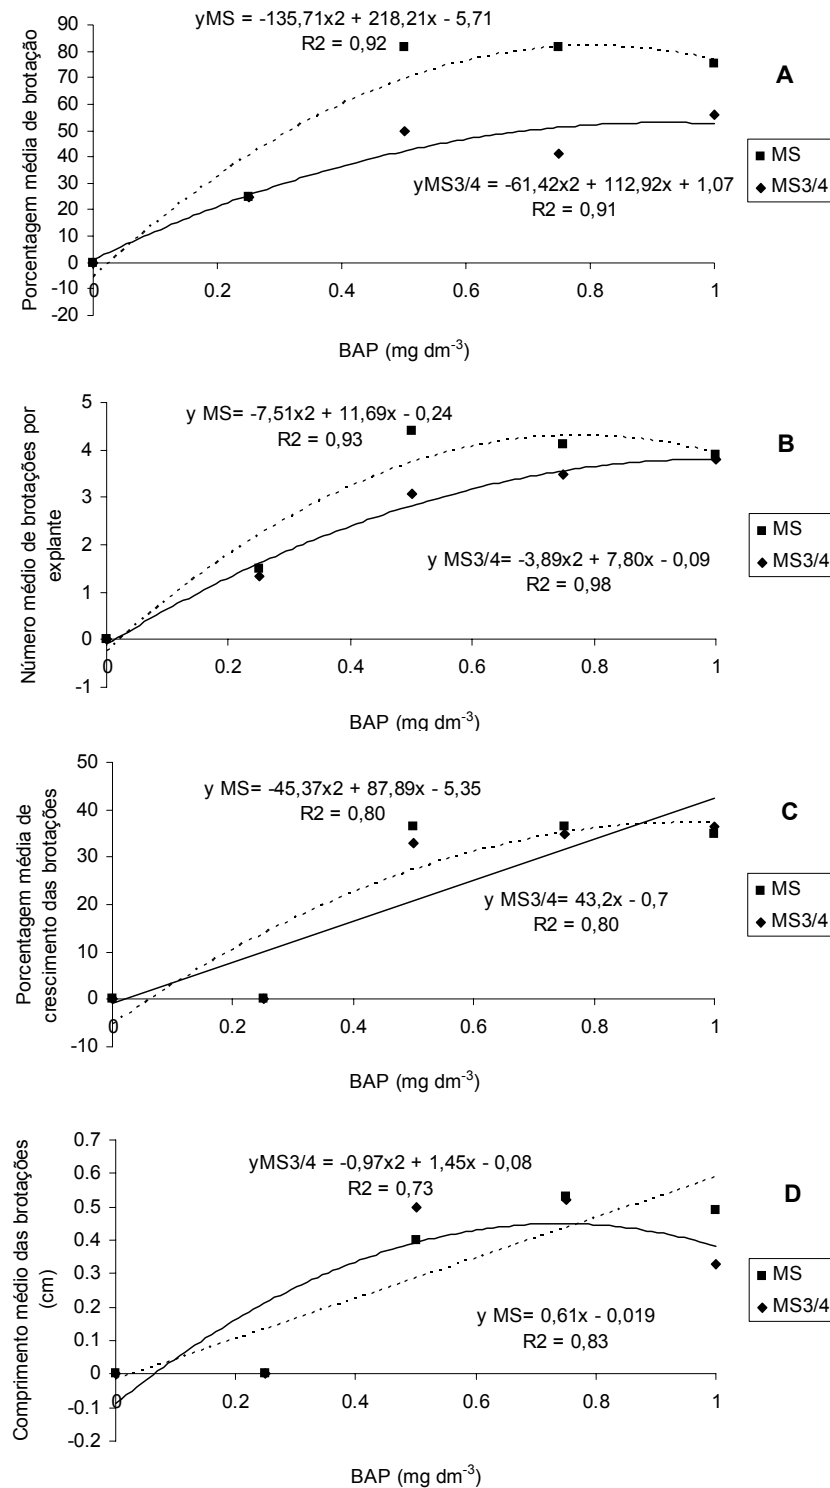 yMS = -135,71x2 + 218,21x - 5,71
R2 = 0,92
A
Porcentagem média de brotação
90
80
70
60
50
40
30
20
10
0
-10
-20
MS
MS3/4
yMS3/4 = -61,42x2 + 112,92x + 1,07
R2 = 0,91
0 0.2 0.4 0.6 0.8 1
BAP (mg dm-3)
y MS= -7,51x2 + 11,69x - 0,24
R2 = 0,93
B
Número médio de brotações por
explante
5
4
3
2
1
0
-1
MS
MS3/4
y MS3/4= -3,89x2 + 7,80x - 0,09
R2 = 0,98
0 0.2 0.4 0.6 0.8 1
BAP (mg dm-3)
y MS= -45,37x2 + 87,89x - 5,35
R2 = 0,80
C
Porcentagem média de
crescimento das brotações
50
40
30
20
10
0
-10
MS
MS3/4
y MS3/4= 43,2x - 0,7
R2 = 0,80
0 0.2 0.4 0.6 0.8 1
BAP (mg dm-3)
yMS3/4 = -0,97x2 + 1,45x - 0,08
R2 = 0,73
D
Comprimento médio das brotações
(cm)
0.7
0.6
0.5
0.4
0.3
0.2
0.1
0
-0.1
-0.2
MS
MS3/4
y MS= 0,61x - 0,019
R2 = 0,83
0 0.2 0.4 0.6 0.8 1
BAP (mg dm-3)